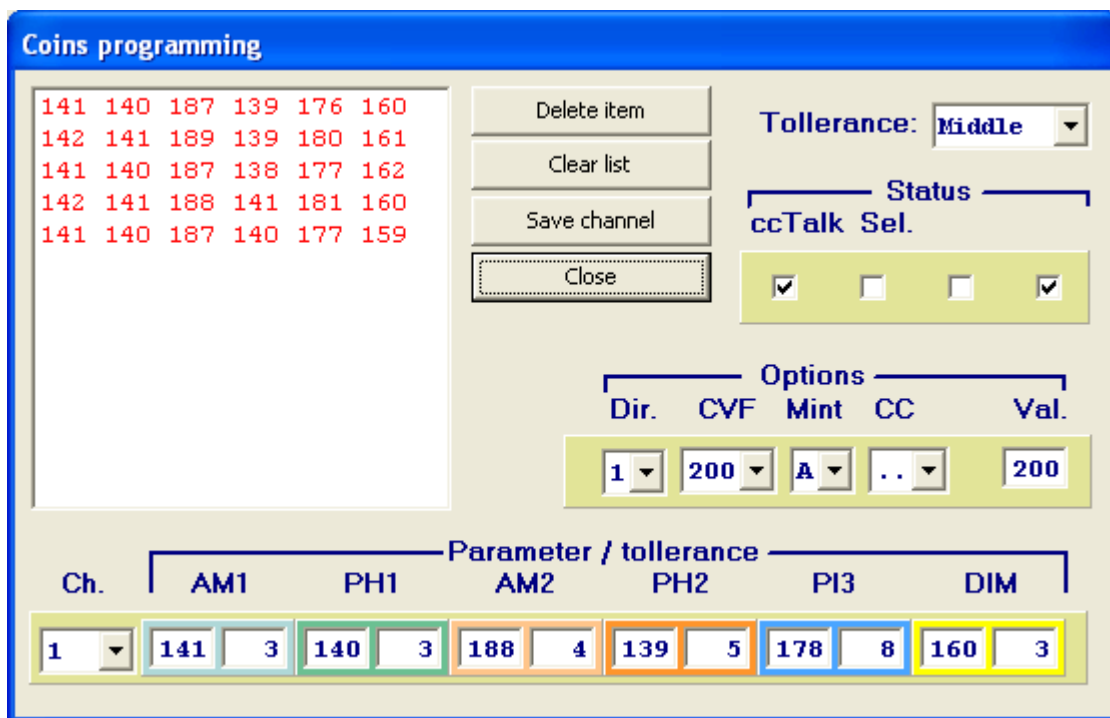 Coins programming
141 140 187 139 176 160
142 141 189 139 180 161
141 140 187 138 177 162
142 141 188 141 181 160
141 140 187 140 177 159
Delete item
Clear list
Save channel
Close
Tollerance: Middle
Status
ccTalk Sel.
Options
Dir. CVF Mint CC Val.
1 200 A .. 200
Parameter / tollerance
Ch. AM1 PH1 AM2 PH2 PI3 DIM
1 141 3 140 3 188 4 139 5 178 8 160 3